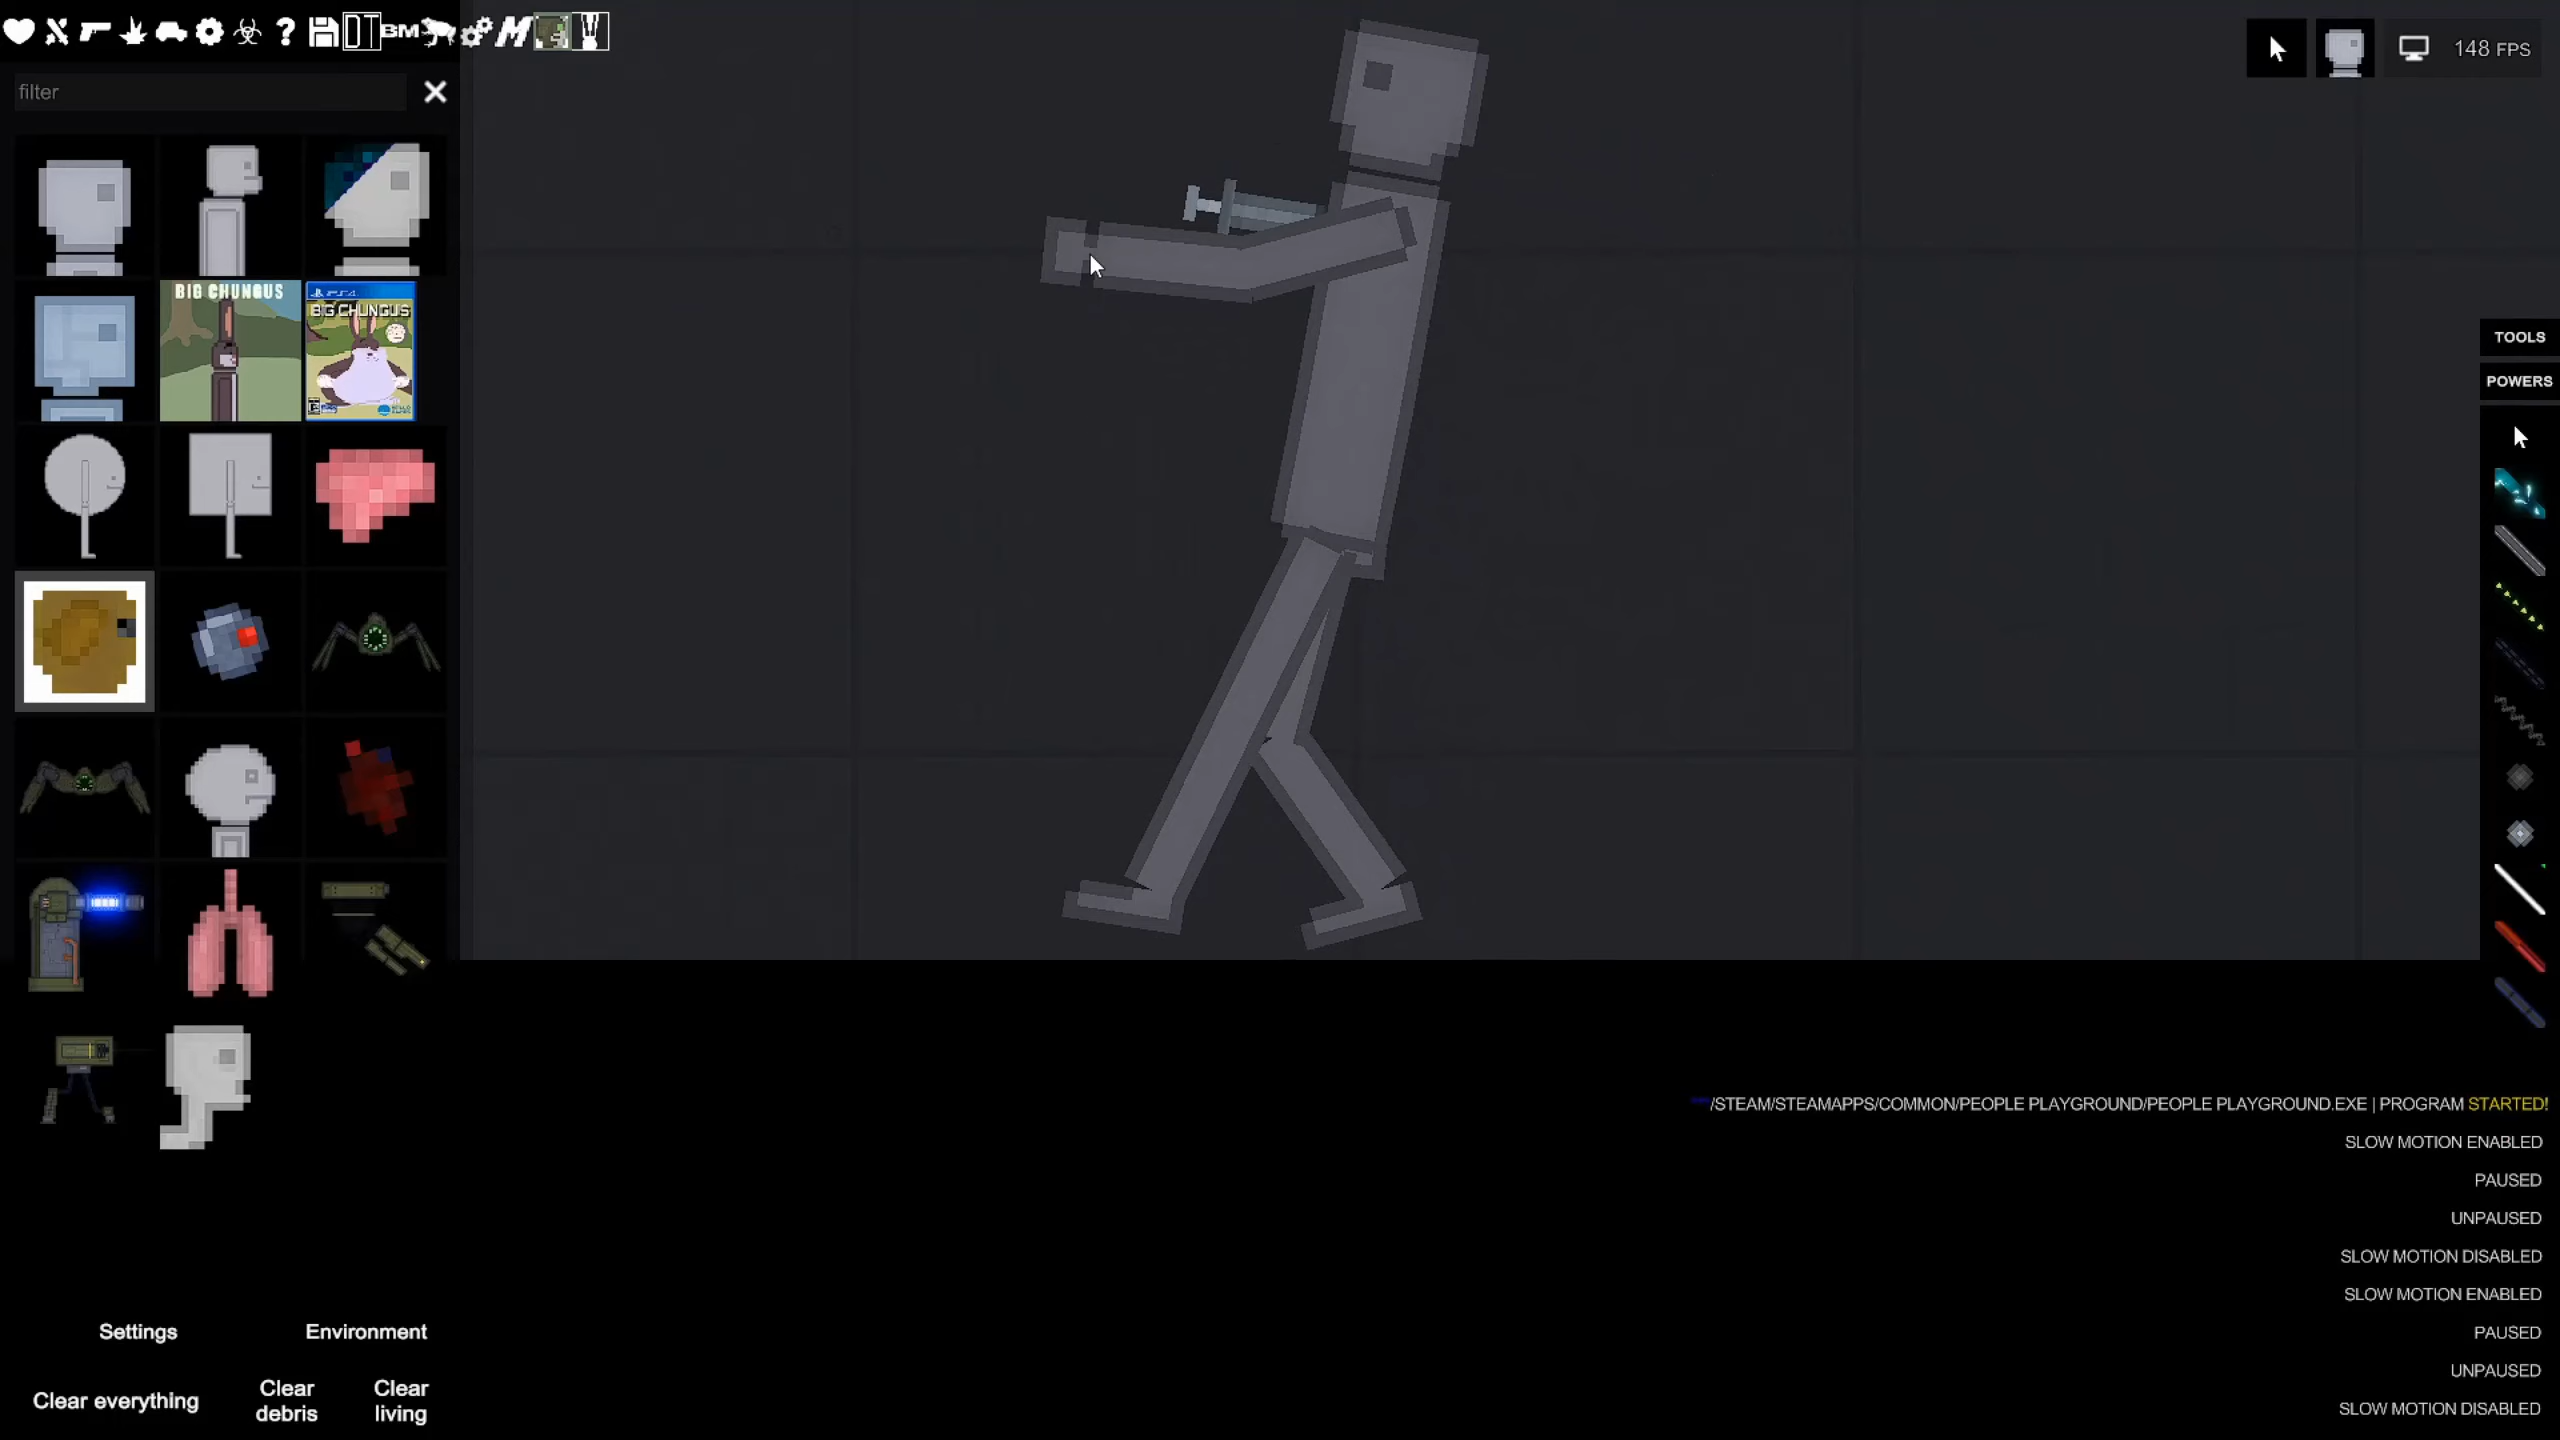 DT BM M
148 FPS
filter
BIG CHUNGUS
BIG CHUNGUS
TOOLS
POWERS
/STEAM/STEAMAPPS/COMMON/PEOPLE PLAYGROUND/PEOPLE PLAYGROUND.EXE | PROGRAM STARTED!
SLOW MOTION ENABLED
PAUSED
UNPAUSED
SLOW MOTION DISABLED
SLOW MOTION ENABLED
PAUSED
UNPAUSED
SLOW MOTION DISABLED
Settings
Environment
Clear everything
Clear
debris
Clear
living